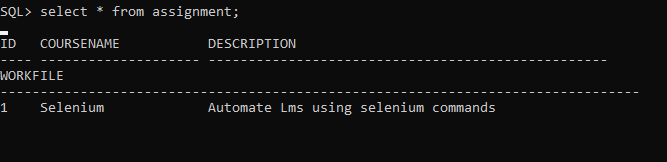 SQL> select * from assignment;
ID   COURSENAME           DESCRIPTION
---- -------------------- --------------------------------------------------
WORKFILE
--------------------------------------------------------------------------------
1    Selenium             Automate Lms using selenium commands